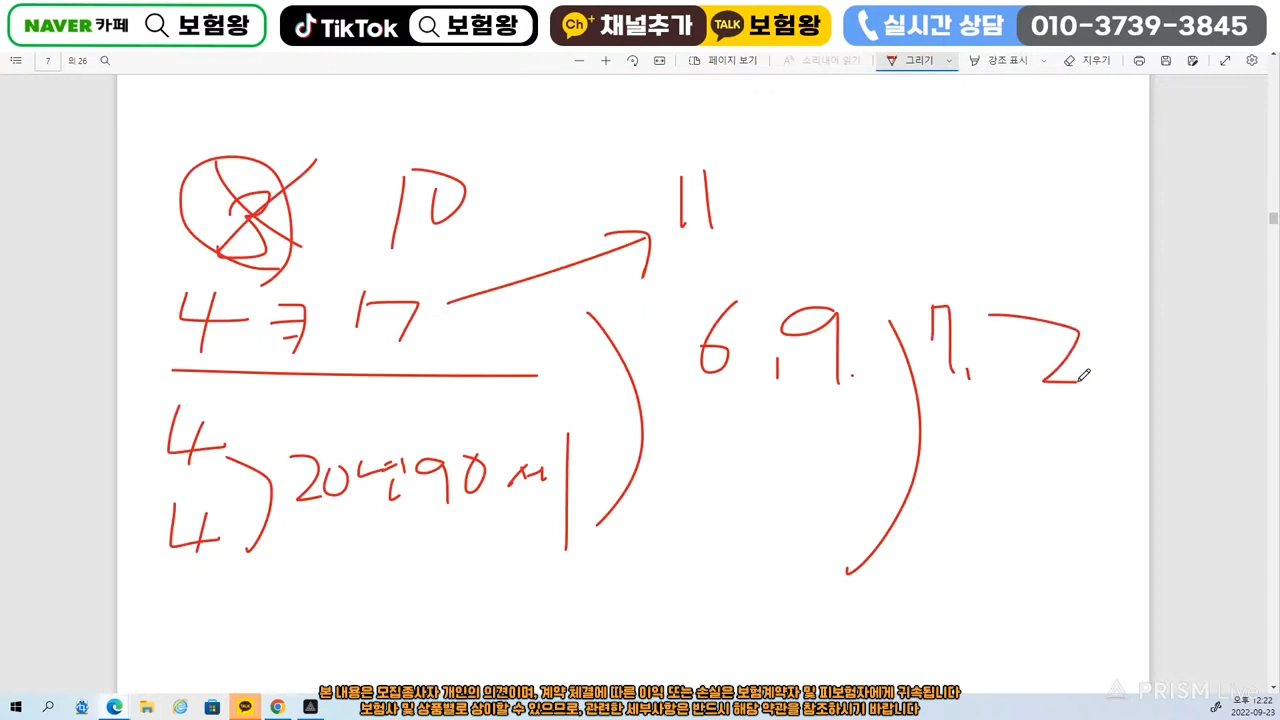 NAVER 카페 보험왕 TikTok 보험왕 Ch+ 채널추가 TALK 보험왕 실시간 상담 010-3739-3845
7 의 26 페이지 보기 소리내어 읽기 그리기 강조 표시 지우기
8 10 11
4ㅋ17
6,9. 7,2
4
20년90세
4
PRISM Live
본 내용은 모집종사자 개인의 의견이며, 계약 체결에 따른 이익 또는 손실은 보험계약자 및 피보험자에게 귀속됩니다
보험사 및 상품별로 상이할 수 있으므로, 관련한 세부사항은 반드시 해당 약관을 참조하시기 바랍니다
오후 12:22
2022-09-23